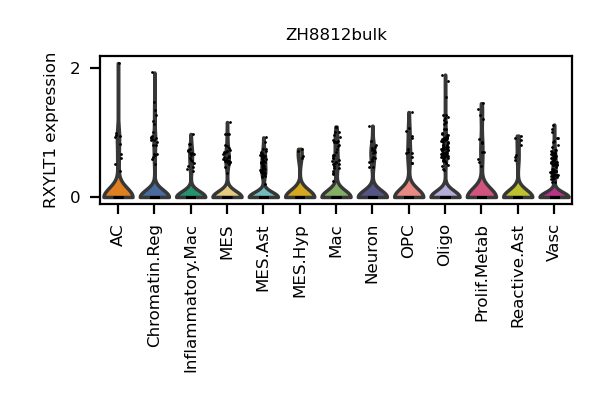 ZH8812bulk
RXYLT1 expression
2
0
AC
Chromatin.Reg
Inflammatory.Mac
MES
MES.Ast
MES.Hyp
Mac
Neuron
OPC
Oligo
Prolif.Metab
Reactive.Ast
Vasc